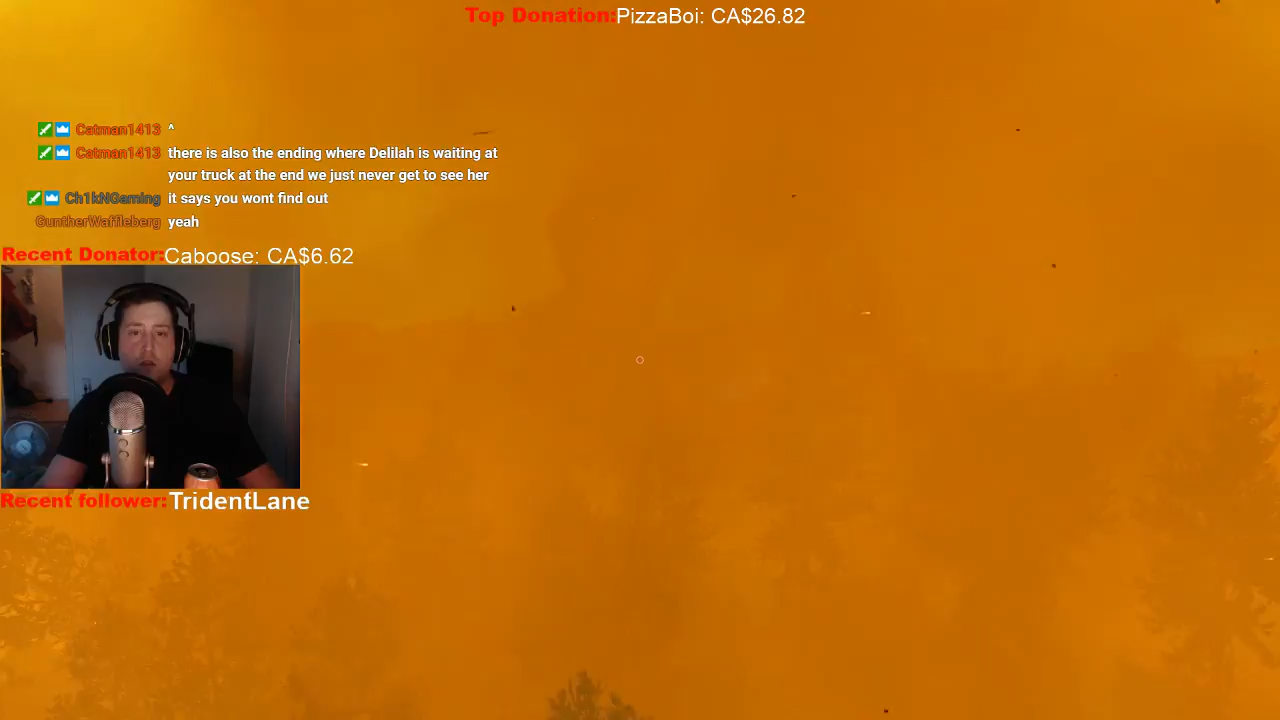 Top Donation:PizzaBoi: CA$26.82
Catman1413 ^
Catman1413 there is also the ending where Delilah is waiting at
your truck at the end we just never get to see her
Ch1kNGaming it says you wont find out
GuntherWaffleberg yeah
Recent Donator:Caboose: CA$6.62
Recent follower:TridentLane